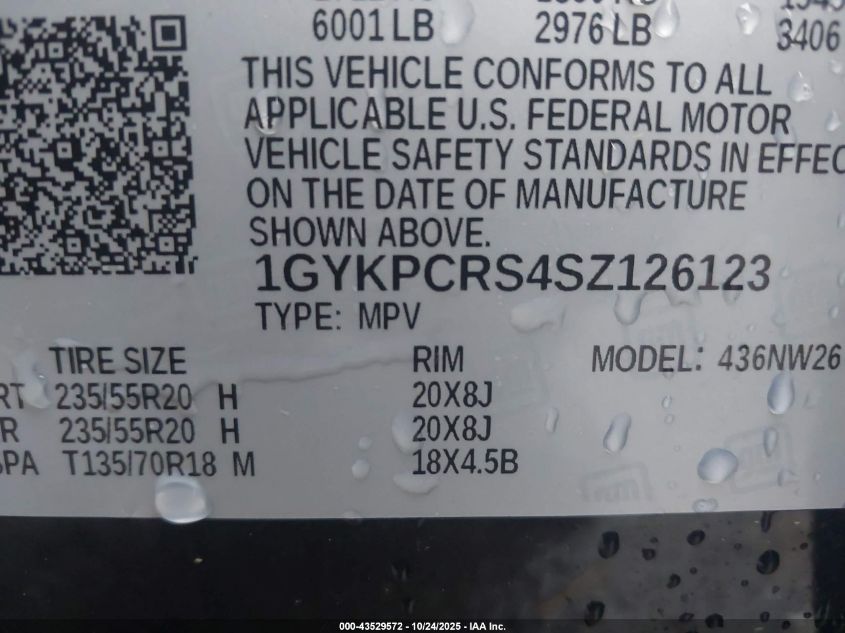 6001 LB 2976 LB 3406
THIS VEHICLE CONFORMS TO ALL
APPLICABLE U.S. FEDERAL MOTOR
VEHICLE SAFETY STANDARDS IN EFFEC
ON THE DATE OF MANUFACTURE
SHOWN ABOVE.
1GYKPCRS4SZ126123
TYPE: MPV
TIRE SIZE RIM MODEL: 436NW26
RT 235/55R20 H 20X8J
R 235/55R20 H 20X8J
SPA T135/70R18 M 18X4.5B
000-43529572 - 10/24/2025 - IAA Inc.